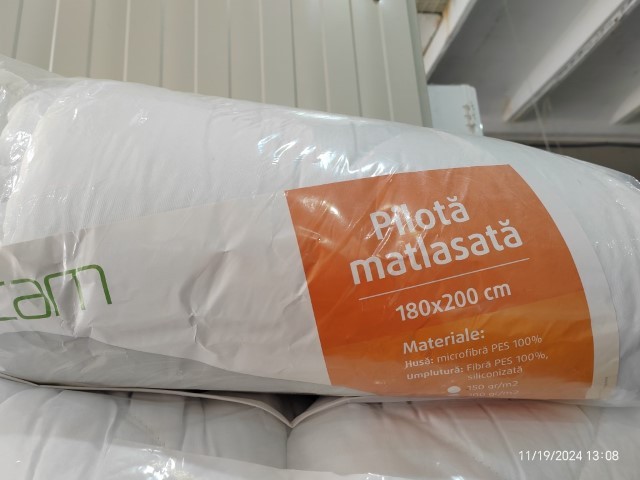 cam
Pilotă
matlasată
180x200 cm
Materiale:
Husă: microfibră PES 100%
Umplutură: Fibră PES 100%,
siliconizată
150 gr/m2
11/19/2024 13:08